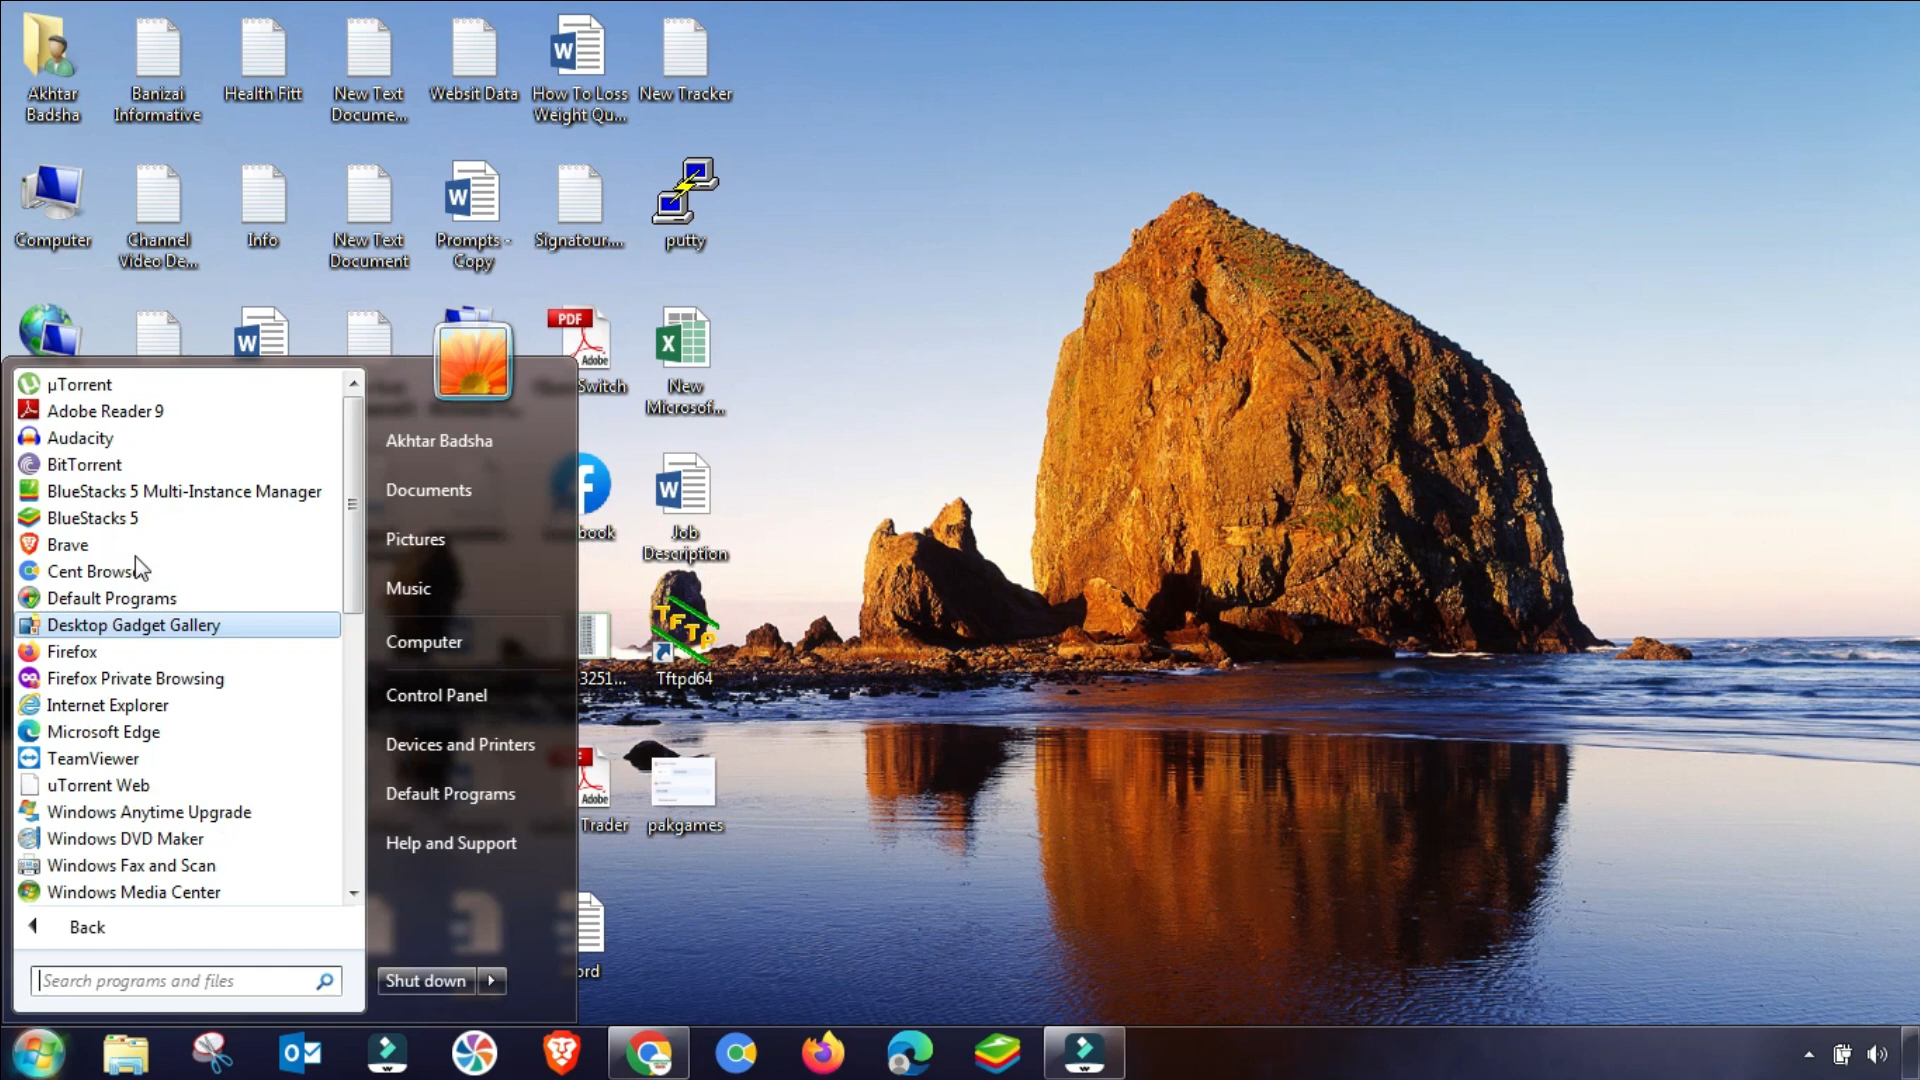 Akhtar
Badsha
Banizai
Informative
Health Fitt
New Text
Docume...
Websit Data
How To Loss
Weight Qu...
New Tracker
Computer
Channel
Video De...
Info
New Text
Document
Prompts -
Copy
Signatour....
putty
PDF
Adobe
Switch
New
Microsof...
book
Job
Description
TFTP
3251...
Tftpd64
Adobe
Trader
pakgames
ord
µTorrent
Adobe Reader 9
Audacity
BitTorrent
BlueStacks 5 Multi-Instance Manager
BlueStacks 5
Brave
Cent Browse
Default Programs
Desktop Gadget Gallery
Firefox
Firefox Private Browsing
Internet Explorer
Microsoft Edge
TeamViewer
uTorrent Web
Windows Anytime Upgrade
Windows DVD Maker
Windows Fax and Scan
Windows Media Center
Back
Search programs and files
Akhtar Badsha
Documents
Pictures
Music
Computer
Control Panel
Devices and Printers
Default Programs
Help and Support
Shut down